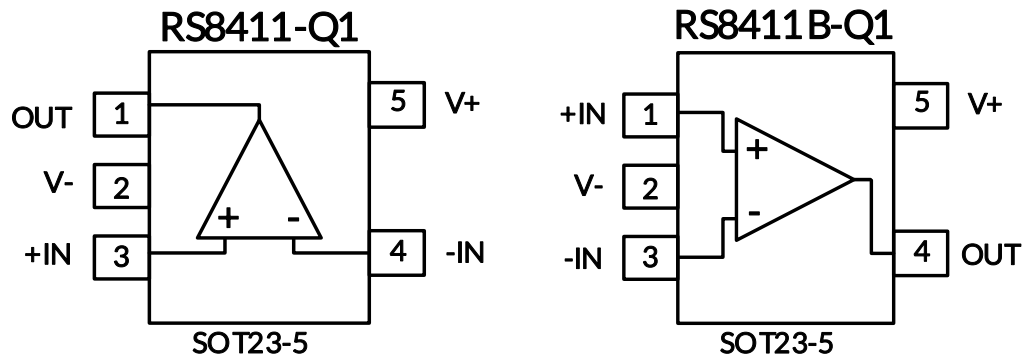 RS8411-Q1
OUT 1 5 V+
V- 2
+IN 3 + - 4 -IN
SOT23-5
RS8411B-Q1
+IN 1 + 5 V+
V- 2
-IN 3 - 4 OUT
SOT23-5